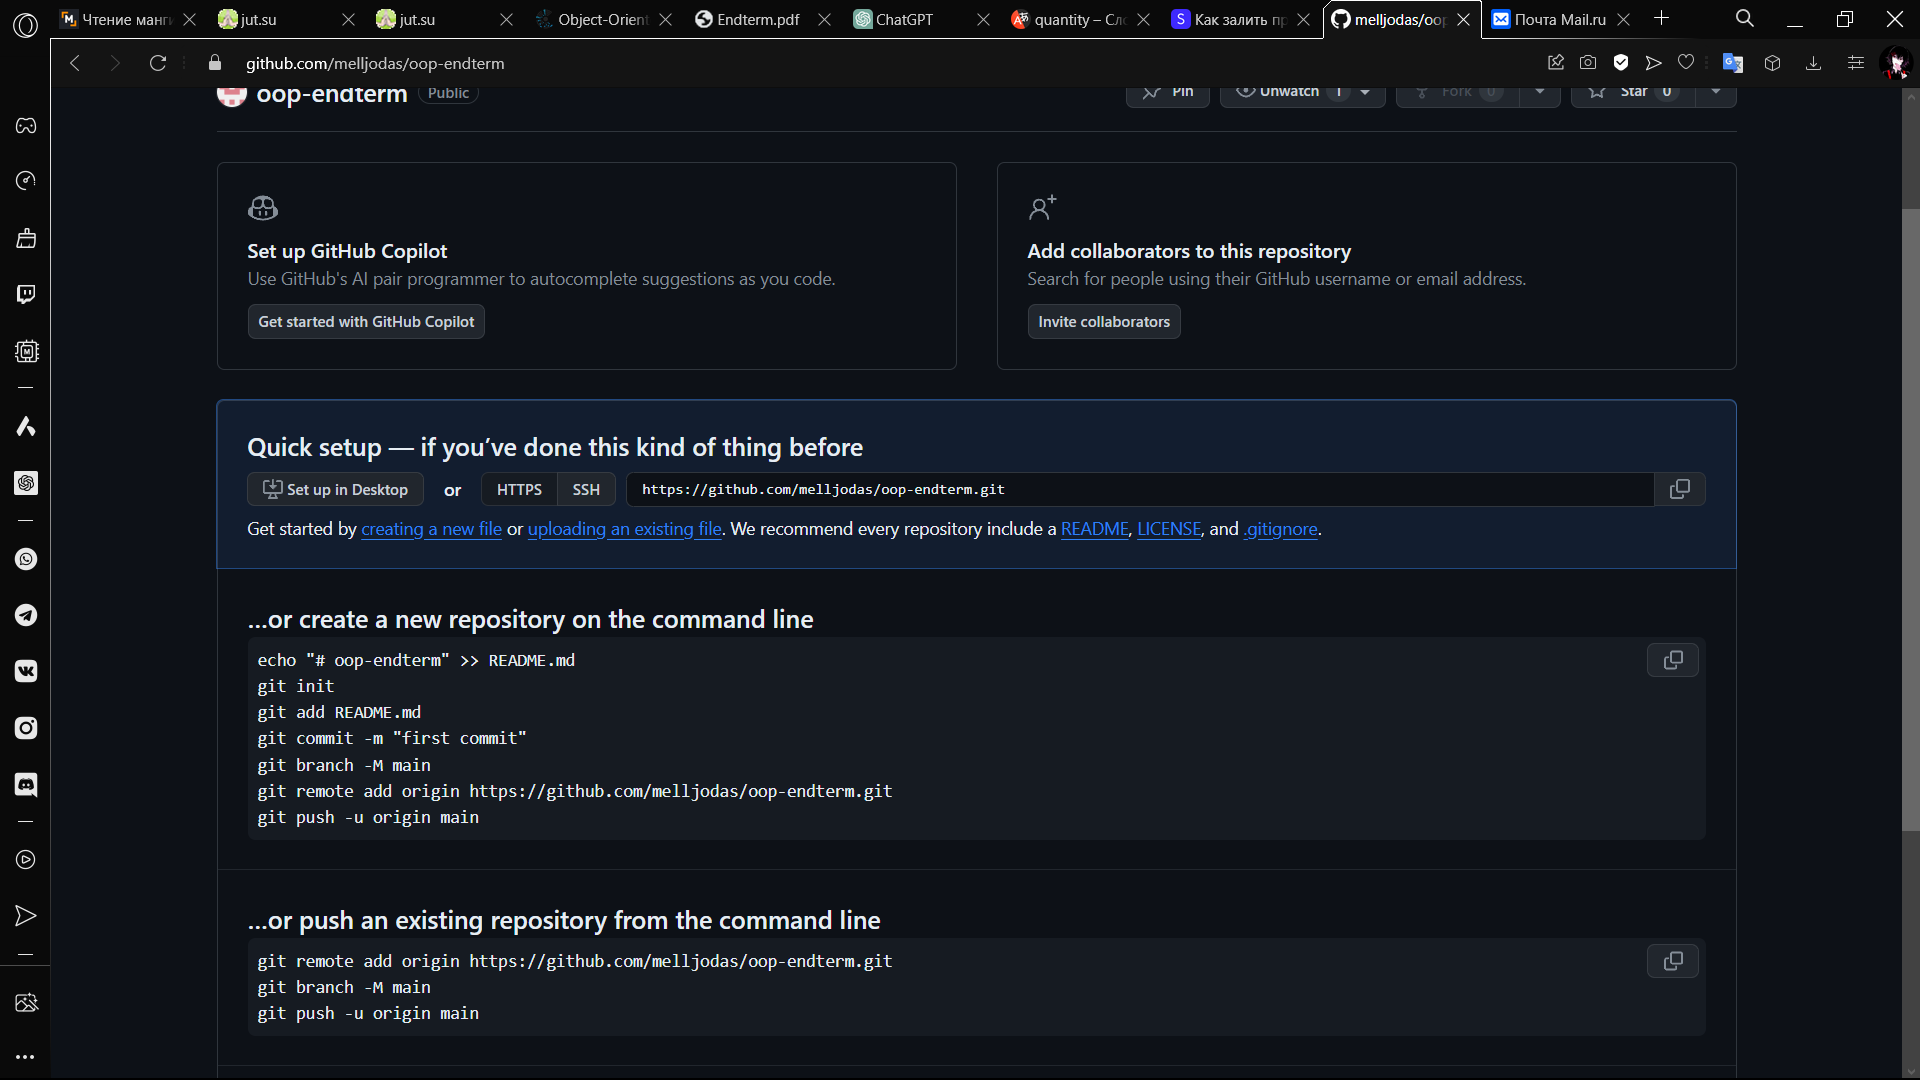 Чтение манги
jut.su
jut.su
Object-Orient
Endterm.pdf
ChatGPT
quantity – Сло
Как залить пр
melljodas/oop
Почта Mail.ru
github.com/melljodas/oop-endterm
oop-endterm
Public
Pin
Unwatch 1
Fork 0
Star 0
Set up GitHub Copilot
Use GitHub's AI pair programmer to autocomplete suggestions as you code.
Get started with GitHub Copilot
Add collaborators to this repository
Search for people using their GitHub username or email address.
Invite collaborators
Quick setup — if you’ve done this kind of thing before
Set up in Desktop
or
HTTPS
SSH
https://github.com/melljodas/oop-endterm.git
Get started by creating a new file or uploading an existing file. We recommend every repository include a README, LICENSE, and .gitignore.
…or create a new repository on the command line
echo "# oop-endterm" >> README.md
git init
git add README.md
git commit -m "first commit"
git branch -M main
git remote add origin https://github.com/melljodas/oop-endterm.git
git push -u origin main
…or push an existing repository from the command line
git remote add origin https://github.com/melljodas/oop-endterm.git
git branch -M main
git push -u origin main